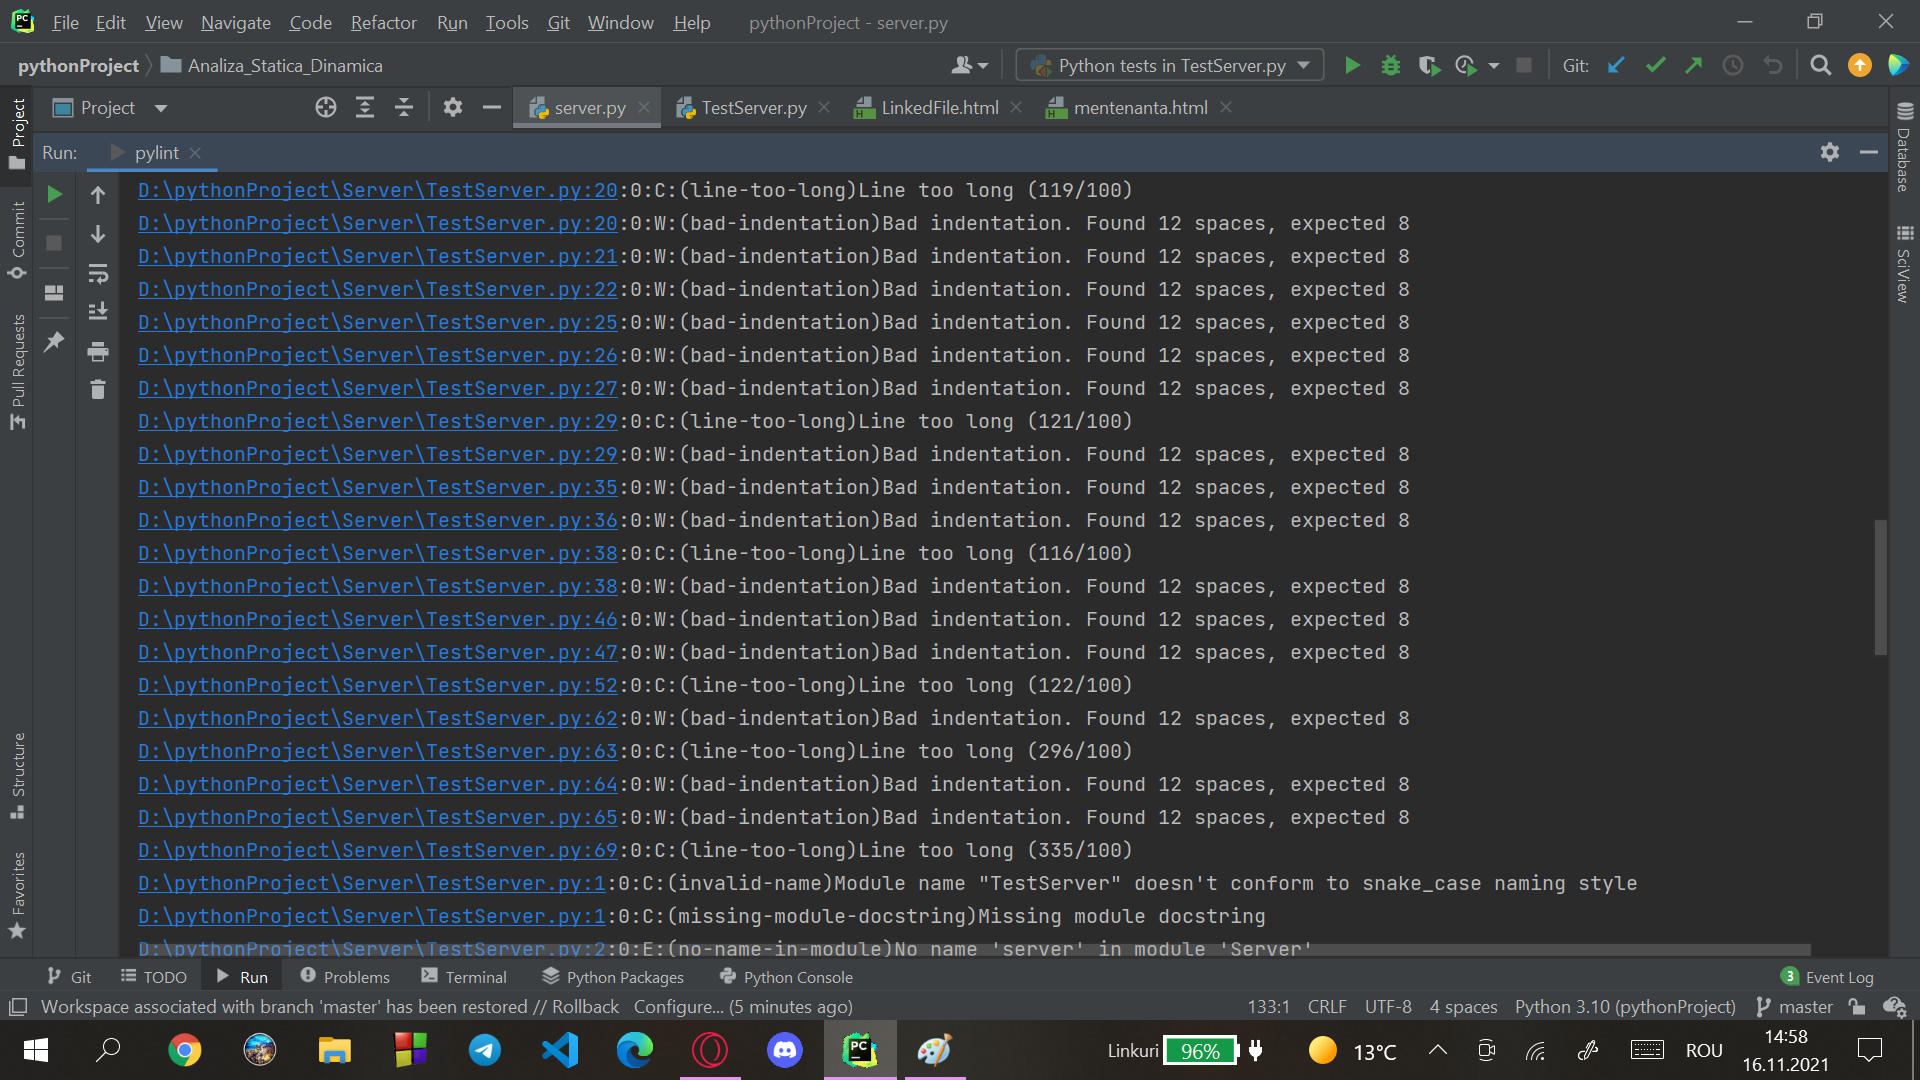 PC File Edit View Navigate Code Refactor Run Tools Git Window Help pythonProject - server.py
pythonProject Analiza_Statica_Dinamica Python tests in TestServer.py Git:
Project server.py TestServer.py LinkedFile.html mentenanta.html
Run: pylint
D:\pythonProject\Server\TestServer.py:20:0:C:(line-too-long)Line too long (119/100)
D:\pythonProject\Server\TestServer.py:20:0:W:(bad-indentation)Bad indentation. Found 12 spaces, expected 8
D:\pythonProject\Server\TestServer.py:21:0:W:(bad-indentation)Bad indentation. Found 12 spaces, expected 8
D:\pythonProject\Server\TestServer.py:22:0:W:(bad-indentation)Bad indentation. Found 12 spaces, expected 8
D:\pythonProject\Server\TestServer.py:25:0:W:(bad-indentation)Bad indentation. Found 12 spaces, expected 8
D:\pythonProject\Server\TestServer.py:26:0:W:(bad-indentation)Bad indentation. Found 12 spaces, expected 8
D:\pythonProject\Server\TestServer.py:27:0:W:(bad-indentation)Bad indentation. Found 12 spaces, expected 8
D:\pythonProject\Server\TestServer.py:29:0:C:(line-too-long)Line too long (121/100)
D:\pythonProject\Server\TestServer.py:29:0:W:(bad-indentation)Bad indentation. Found 12 spaces, expected 8
D:\pythonProject\Server\TestServer.py:35:0:W:(bad-indentation)Bad indentation. Found 12 spaces, expected 8
D:\pythonProject\Server\TestServer.py:36:0:W:(bad-indentation)Bad indentation. Found 12 spaces, expected 8
D:\pythonProject\Server\TestServer.py:38:0:C:(line-too-long)Line too long (116/100)
D:\pythonProject\Server\TestServer.py:38:0:W:(bad-indentation)Bad indentation. Found 12 spaces, expected 8
D:\pythonProject\Server\TestServer.py:46:0:W:(bad-indentation)Bad indentation. Found 12 spaces, expected 8
D:\pythonProject\Server\TestServer.py:47:0:W:(bad-indentation)Bad indentation. Found 12 spaces, expected 8
D:\pythonProject\Server\TestServer.py:52:0:C:(line-too-long)Line too long (122/100)
D:\pythonProject\Server\TestServer.py:62:0:W:(bad-indentation)Bad indentation. Found 12 spaces, expected 8
D:\pythonProject\Server\TestServer.py:63:0:C:(line-too-long)Line too long (296/100)
D:\pythonProject\Server\TestServer.py:64:0:W:(bad-indentation)Bad indentation. Found 12 spaces, expected 8
D:\pythonProject\Server\TestServer.py:65:0:W:(bad-indentation)Bad indentation. Found 12 spaces, expected 8
D:\pythonProject\Server\TestServer.py:69:0:C:(line-too-long)Line too long (335/100)
D:\pythonProject\Server\TestServer.py:1:0:C:(invalid-name)Module name "TestServer" doesn't conform to snake_case naming style
D:\pythonProject\Server\TestServer.py:1:0:C:(missing-module-docstring)Missing module docstring
D:\pythonProject\Server\TestServer.py:2:0:E:(no-name-in-module)No name 'server' in module 'Server'
Project
Commit
Pull Requests
Structure
Favorites
Database
SciView
Git TODO Run Problems Terminal Python Packages Python Console 3 Event Log
Workspace associated with branch 'master' has been restored // Rollback Configure... (5 minutes ago) 133:1 CRLF UTF-8 4 spaces Python 3.10 (pythonProject) master
PC Linkuri 96% 13°C ROU 14:58
16.11.2021